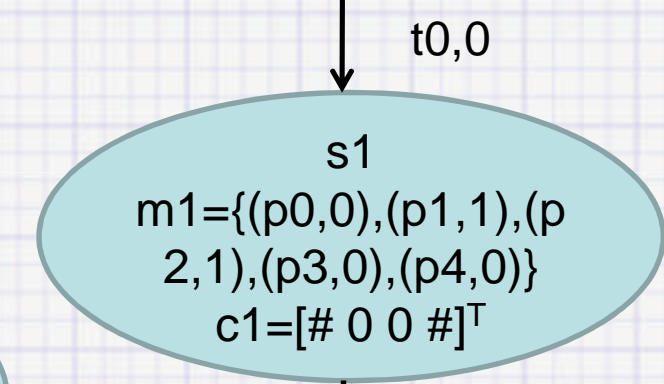 t0,0
s1
m1={(p0,0),(p1,1),(p
2,1),(p3,0),(p4,0)}
c1=[# 0 0 #]ᵀ